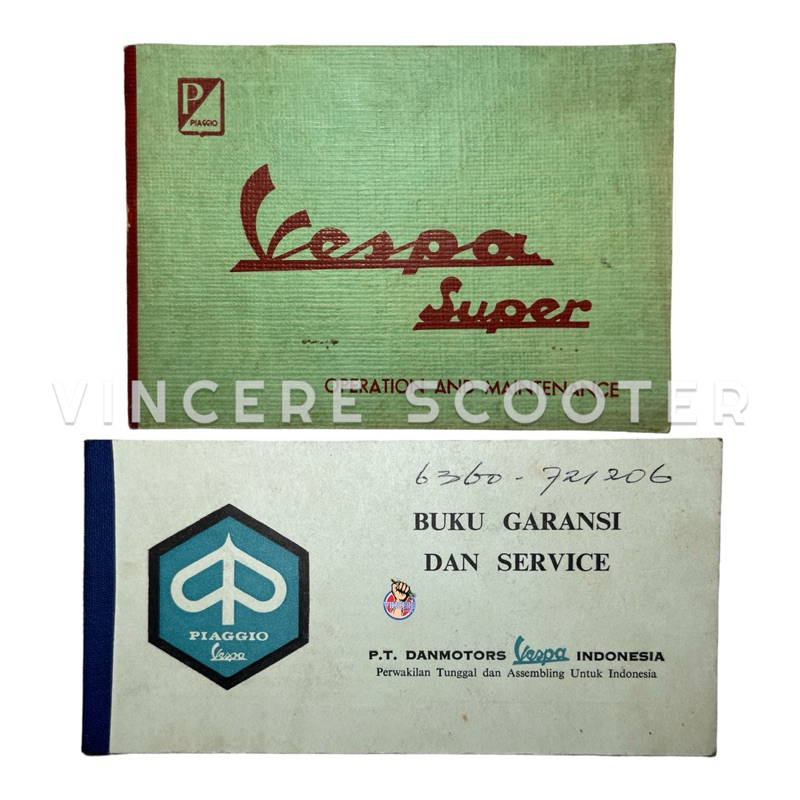 P
PIAGGIO
Vespa
Super
OPERATION AND MAINTENANCE
VINCERE SCOOTER
6360 - 721206
BUKU GARANSI
DAN SERVICE
PIAGGIO
Vespa
VINCERE
P.T. DANMOTORS Vespa INDONESIA
Perwakilan Tunggal dan Assembling Untuk Indonesia